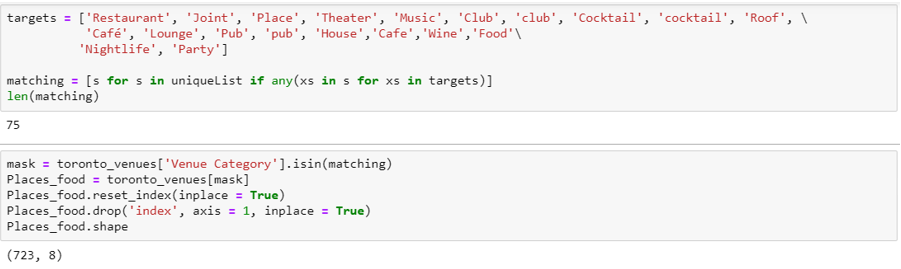 targets = ['Restaurant', 'Joint', 'Place', 'Theater', 'Music', 'Club', 'club', 'Cocktail', 'cocktail', 'Roof', \
'Café', 'Lounge', 'Pub', 'pub', 'House','Cafe','Wine','Food'\
'Nightlife', 'Party']
matching = [s for s in uniqueList if any(xs in s for xs in targets)]
len(matching)
75
mask = toronto_venues['Venue Category'].isin(matching)
Places_food = toronto_venues[mask]
Places_food.reset_index(inplace = True)
Places_food.drop('index', axis = 1, inplace = True)
Places_food.shape
(723, 8)